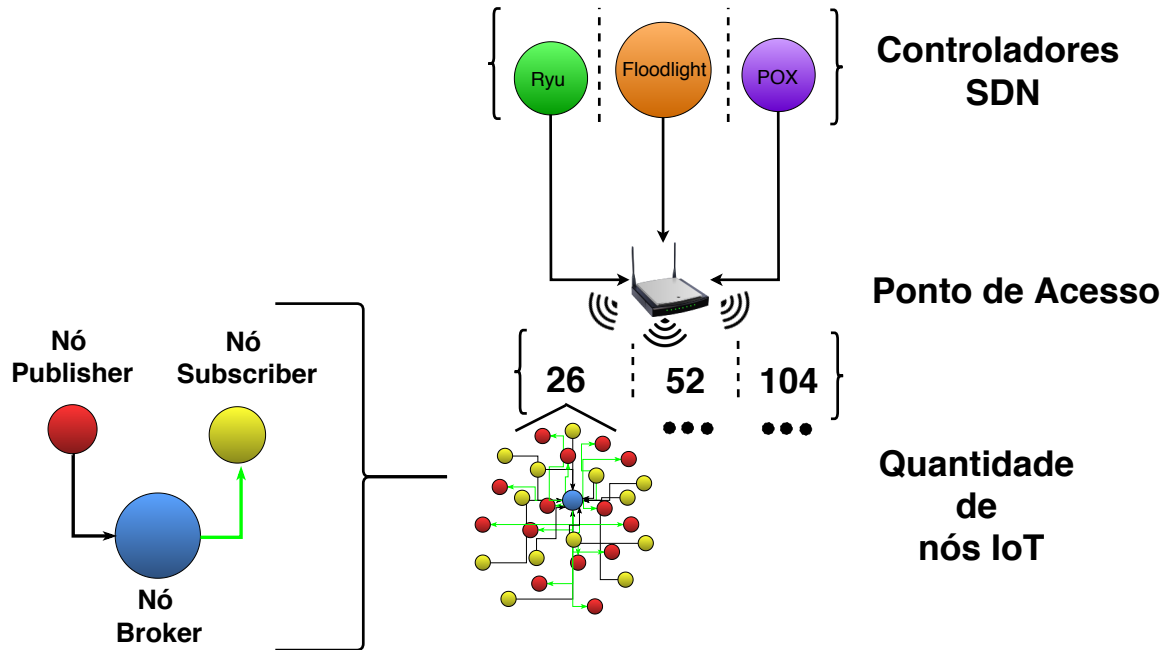 Ryu
Floodlight
POX
Controladores
SDN
Ponto de Acesso
26
52
104
Nó
Publisher
Nó
Subscriber
Nó
Broker
Quantidade
de
nós IoT